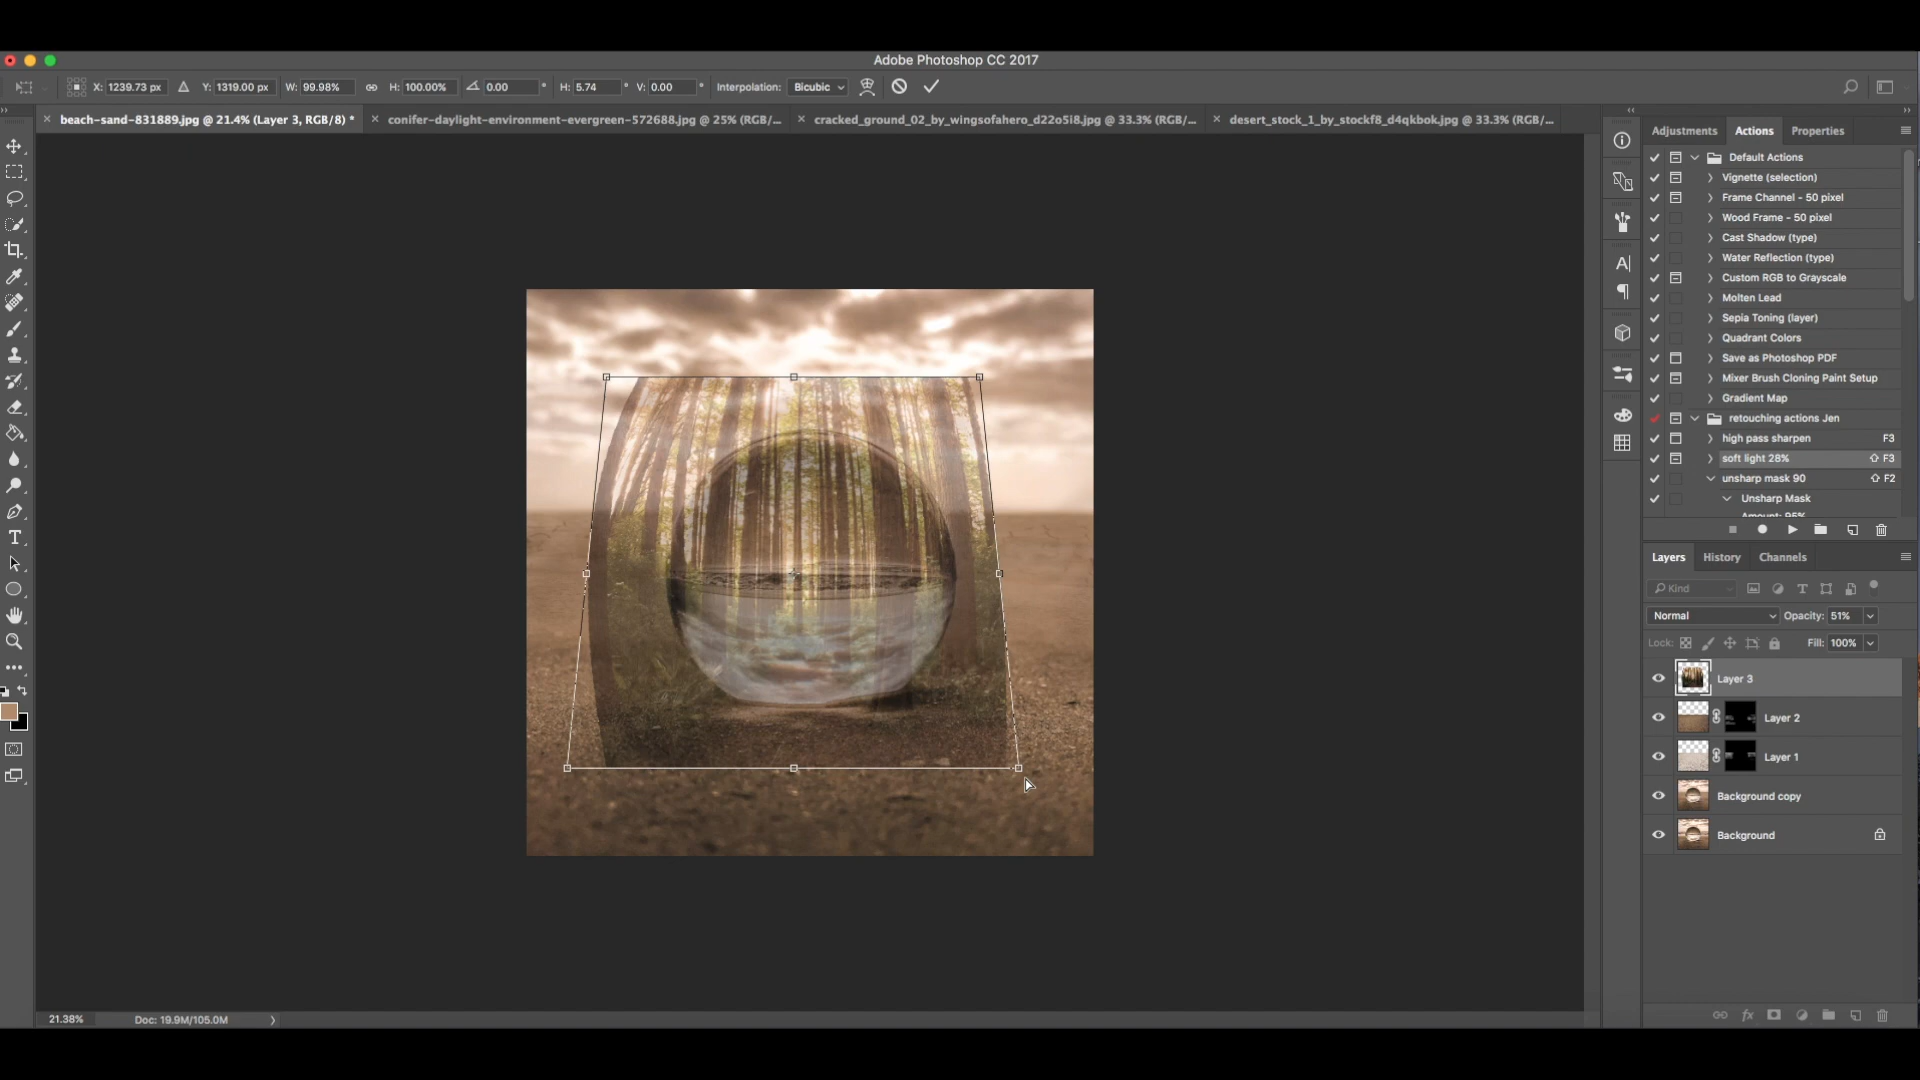 Adobe Photoshop CC 2017
X: 1239.73 px Y: 1319.00 px W: 99.98% H: 100.00% 0.00 ° H: 5.74 ° V: 0.00 ° Interpolation: Bicubic
beach-sand-831889.jpg @ 21.4% (Layer 3, RGB/8) * conifer-daylight-environment-evergreen-572688.jpg @ 25% (RGB/... cracked_ground_02_by_wingsofahero_d22o5i8.jpg @ 33.3% (RGB/... desert_stock_1_by_stockf8_d4qkbok.jpg @ 33.3% (RGB/...
Adjustments Actions Properties
Default Actions
Vignette (selection)
Frame Channel - 50 pixel
Wood Frame - 50 pixel
Cast Shadow (type)
Water Reflection (type)
Custom RGB to Grayscale
Molten Lead
Sepia Toning (layer)
Quadrant Colors
Save as Photoshop PDF
Mixer Brush Cloning Paint Setup
Gradient Map
retouching actions Jen
high pass sharpen F3
soft light 28% F3
unsharp mask 90 F2
Unsharp Mask
Layers History Channels
Kind
Normal Opacity: 51%
Lock: Fill: 100%
Layer 3
Layer 2
Layer 1
Background copy
Background
21.38% Doc: 19.9M/105.0M